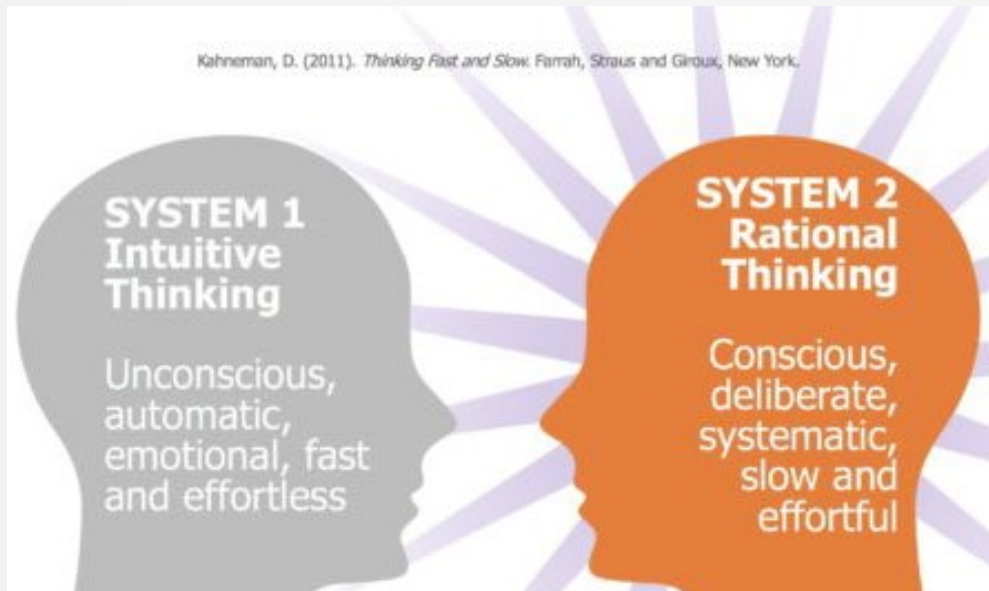 Kahneman, D. (2011). Thinking Fast and Slow. Farrah, Straus and Giroux, New York.
SYSTEM 1
Intuitive
Thinking
Unconscious,
automatic,
emotional, fast
and effortless
SYSTEM 2
Rational
Thinking
Conscious,
deliberate,
systematic,
slow and
effortful